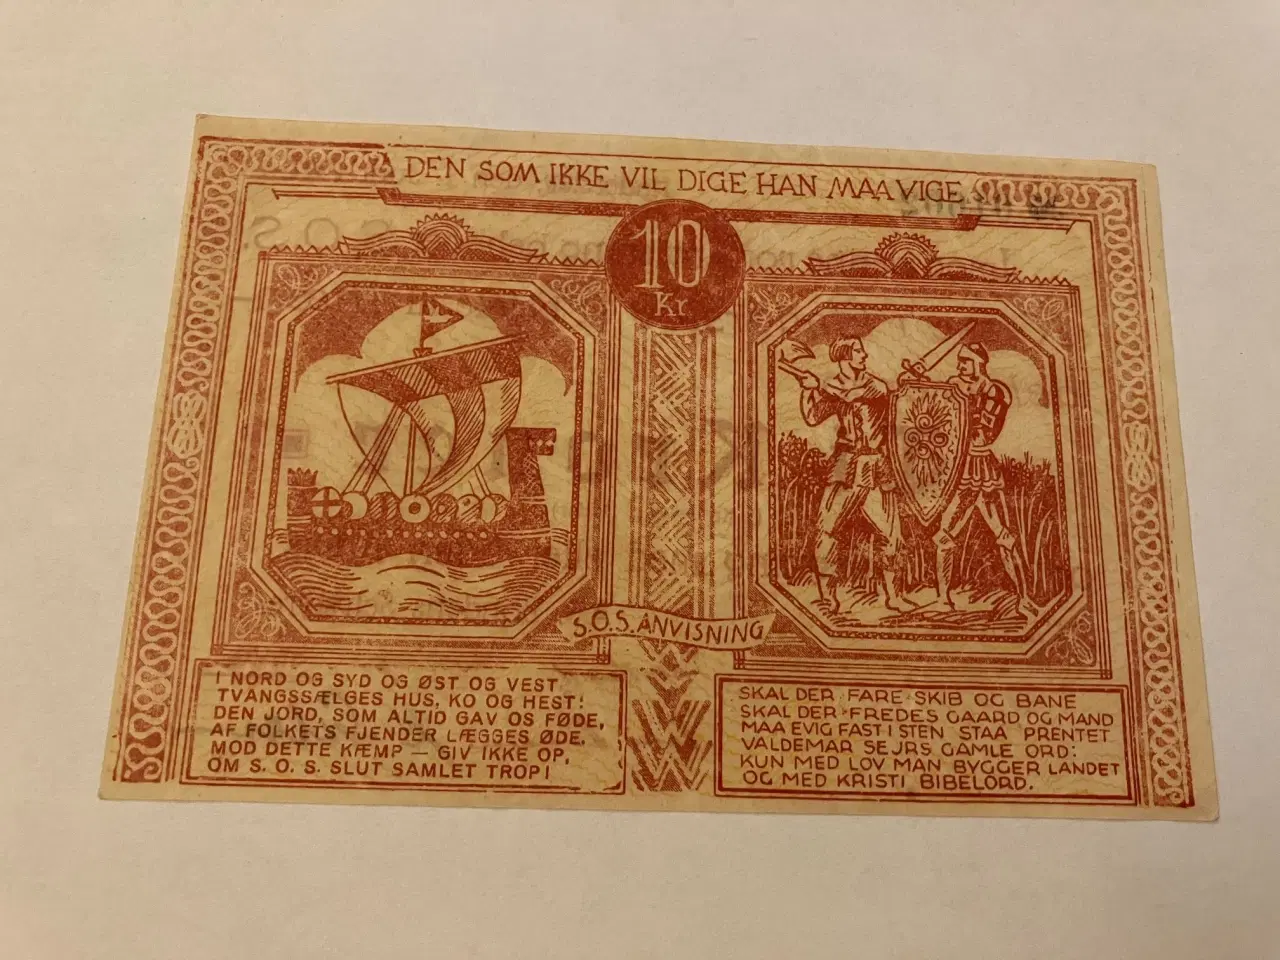 DEN SOM IKKE VIL DIGE HAN MAA VIGE
10
Kr.
S.O.S. ANVISNING
I NORD OG SYD OG ØST OG VEST
TVANGSSÆLGES HUS, KO OG HEST!
DEN JORD, SOM ALTID GAV OS FØDE,
AF FOLKETS FJENDER LÆGGES ØDE.
MOD DETTE KÆMP — GIV IKKE OP,
OM S. O. S. SLUT SAMLET TROP!
SKAL DER FARE SKIB OG BANE
SKAL DER FREDES GAARD OG MAND
MAA EVIG FAST I STEN STAA PRENTET
VALDEMAR SEJRS GAMLE ORD:
KUN MED LOV MAN BYGGER LANDET
OG MED KRISTI BIBELORD.